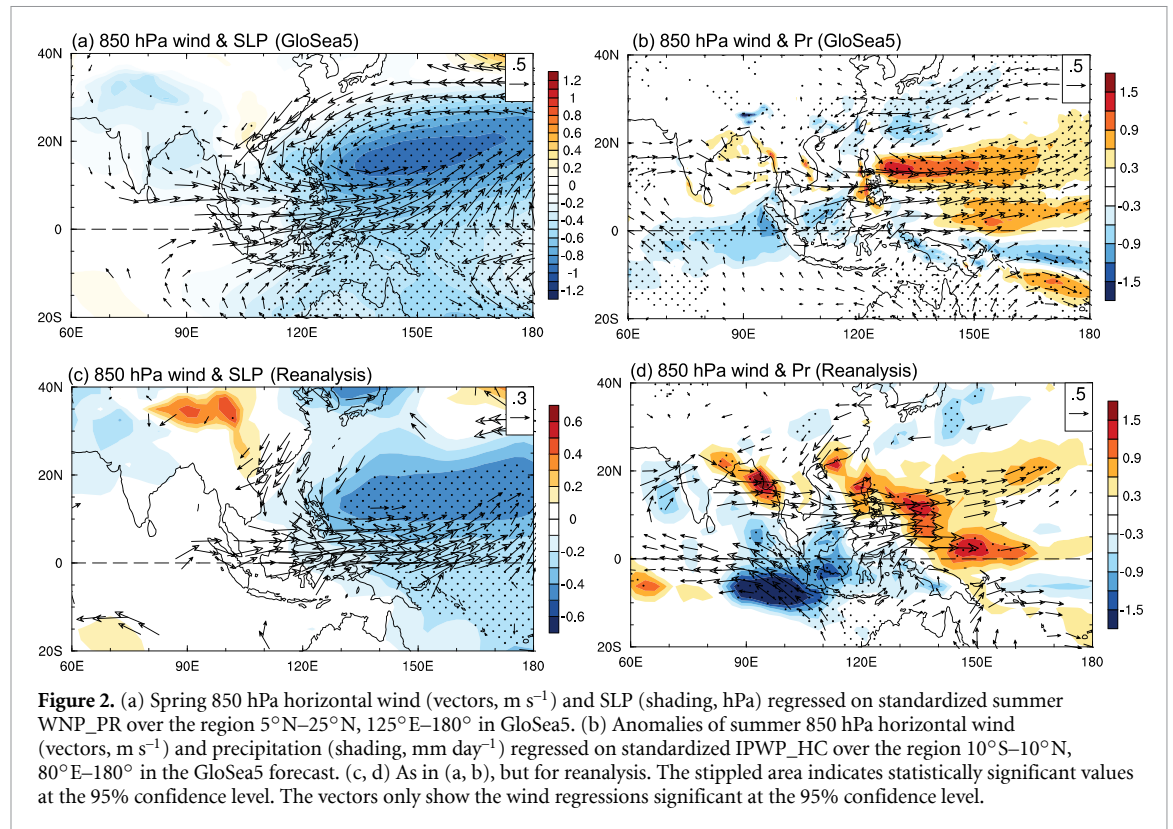 (a) 850 hPa wind & SLP (GloSea5)
(b) 850 hPa wind & Pr (GloSea5)
40N
.5
1.2
1
0.8
0.6
0.4
0.2
0
-0.2
-0.4
-0.6
-0.8
-1
-1.2
20N
0
20S
60E
90E
120E
150E
180
40N
.5
1.5
0.9
0.3
-0.3
-0.9
-1.5
20N
0
20S
60E
90E
120E
150E
180
(c) 850 hPa wind & SLP (Reanalysis)
(d) 850 hPa wind & Pr (Reanalysis)
40N
.3
0.6
0.4
0.2
0
-0.2
-0.4
-0.6
20N
0
20S
60E
90E
120E
150E
180
40N
.5
1.5
0.9
0.3
-0.3
-0.9
-1.5
20N
0
20S
60E
90E
120E
150E
180
Figure 2. (a) Spring 850 hPa horizontal wind (vectors, m s⁻¹) and SLP (shading, hPa) regressed on standardized summer
WNP_PR over the region 5°N–25°N, 125°E–180° in GloSea5. (b) Anomalies of summer 850 hPa horizontal wind
(vectors, m s⁻¹) and precipitation (shading, mm day⁻¹) regressed on standardized IPWP_HC over the region 10°S–10°N,
80°E–180° in the GloSea5 forecast. (c, d) As in (a, b), but for reanalysis. The stippled area indicates statistically significant values
at the 95% confidence level. The vectors only show the wind regressions significant at the 95% confidence level.